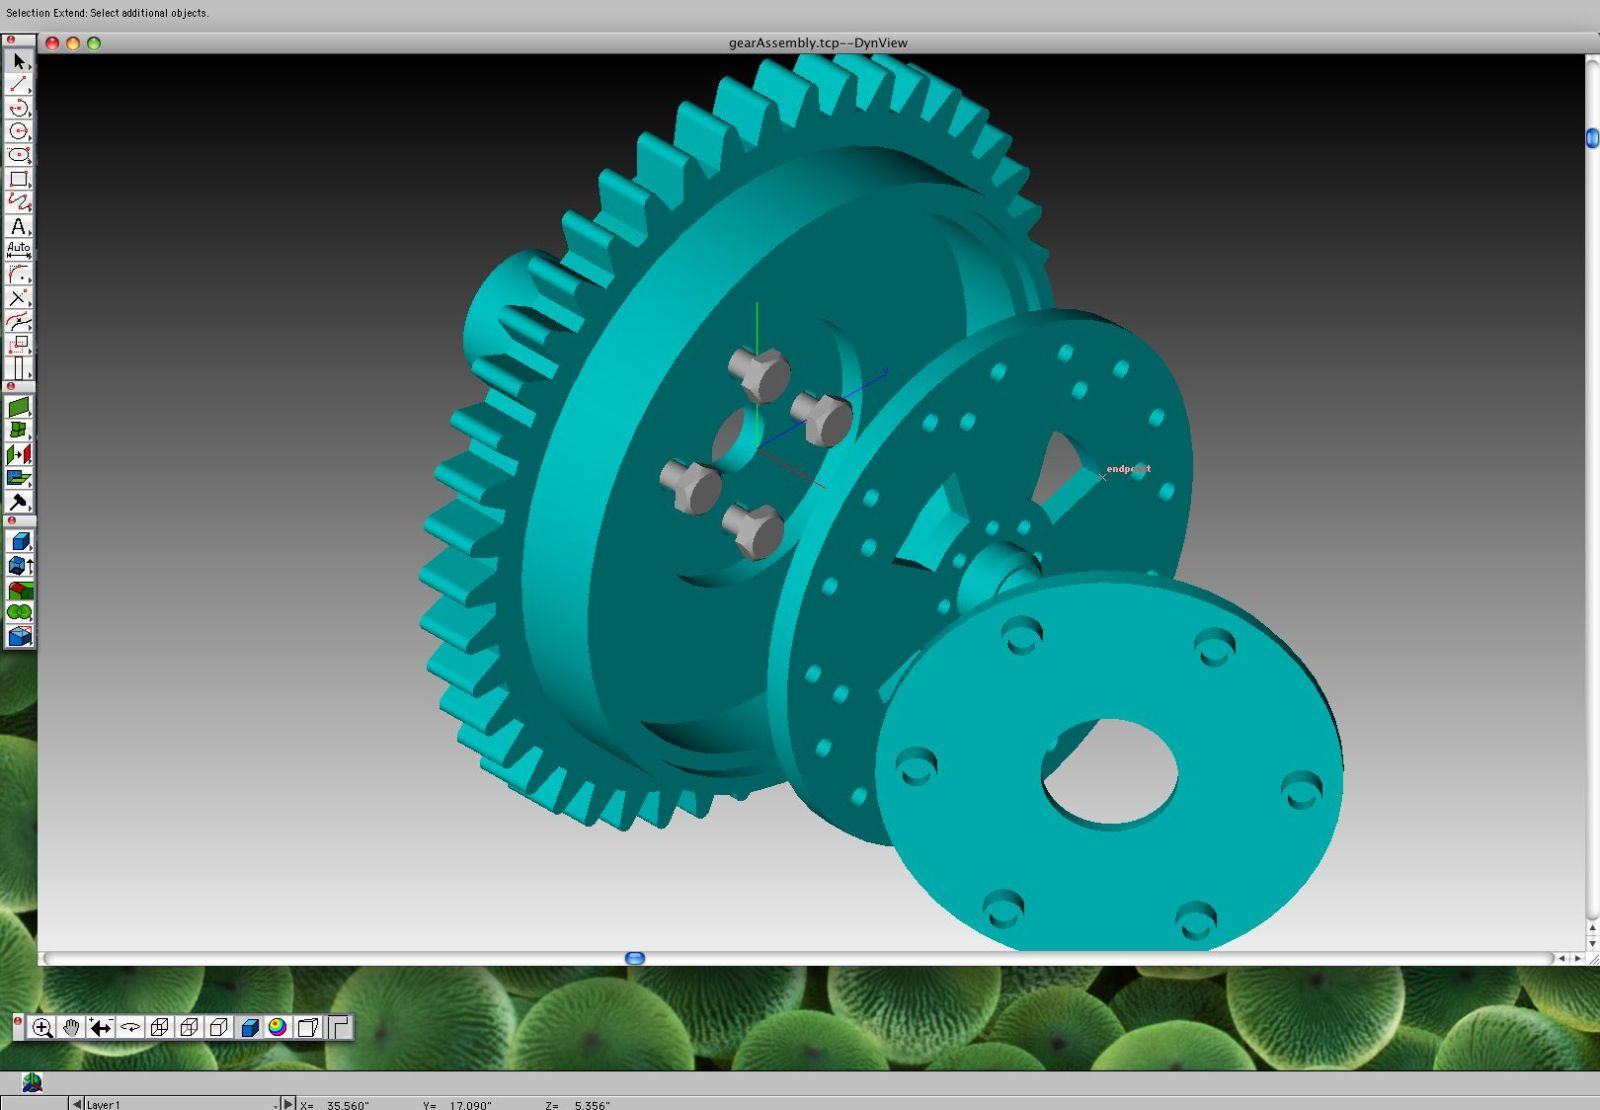 Selection Extend: Select additional objects.
gearAssembly.tcp--DynView
A
Auto
endpoint
Layer1
X= 35.560" Y= 17.090" Z= 5.356"